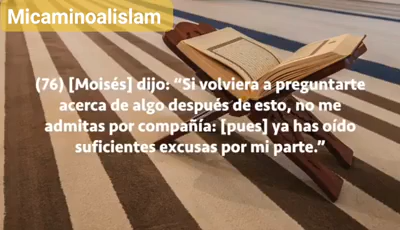 Micaminoalislam
(76) [Moisés] dijo: “Si volviera a preguntarte
acerca de algo después de esto, no me
admitas por compañía: [pues] ya has oído
suficientes excusas por mi parte.”